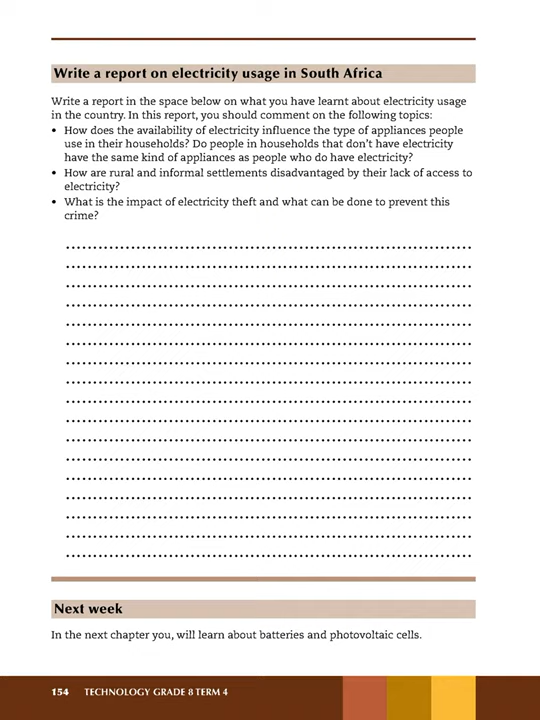 Write a report on electricity usage in South Africa
Write a report in the space below on what you have learnt about electricity usage
in the country. In this report, you should comment on the following topics:
• How does the availability of electricity influence the type of appliances people
use in their households? Do people in households that don't have electricity
have the same kind of appliances as people who do have electricity?
• How are rural and informal settlements disadvantaged by their lack of access to
electricity?
• What is the impact of electricity theft and what can be done to prevent this
crime?
Next week
In the next chapter you, will learn about batteries and photovoltaic cells.
154 TECHNOLOGY GRADE 8 TERM 4